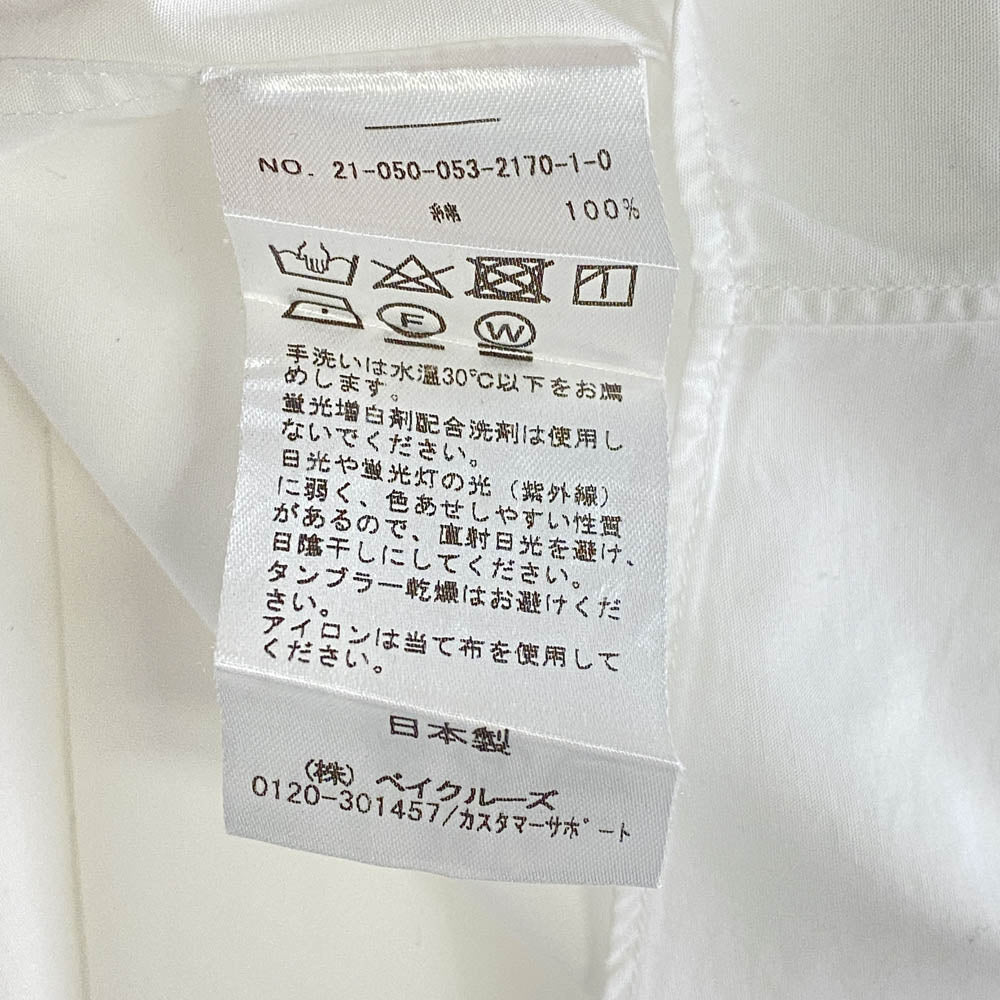 NO. 21-050-053-2170-1-0
綿 100%
F W
手洗いは水温30℃以下をお薦
めします。
蛍光増白剤配合洗剤は使用し
ないでください。
日光や蛍光灯の光(紫外線)
に弱く、色あせしやすい性質
があるので、直射日光を避け、
日陰干しにしてください。
タンブラー乾燥はお避けくだ
さい。
アイロンは当て布を使用して
ください。
日本製
(株)ベイクルーズ
0120-301457/カスタマーサポート